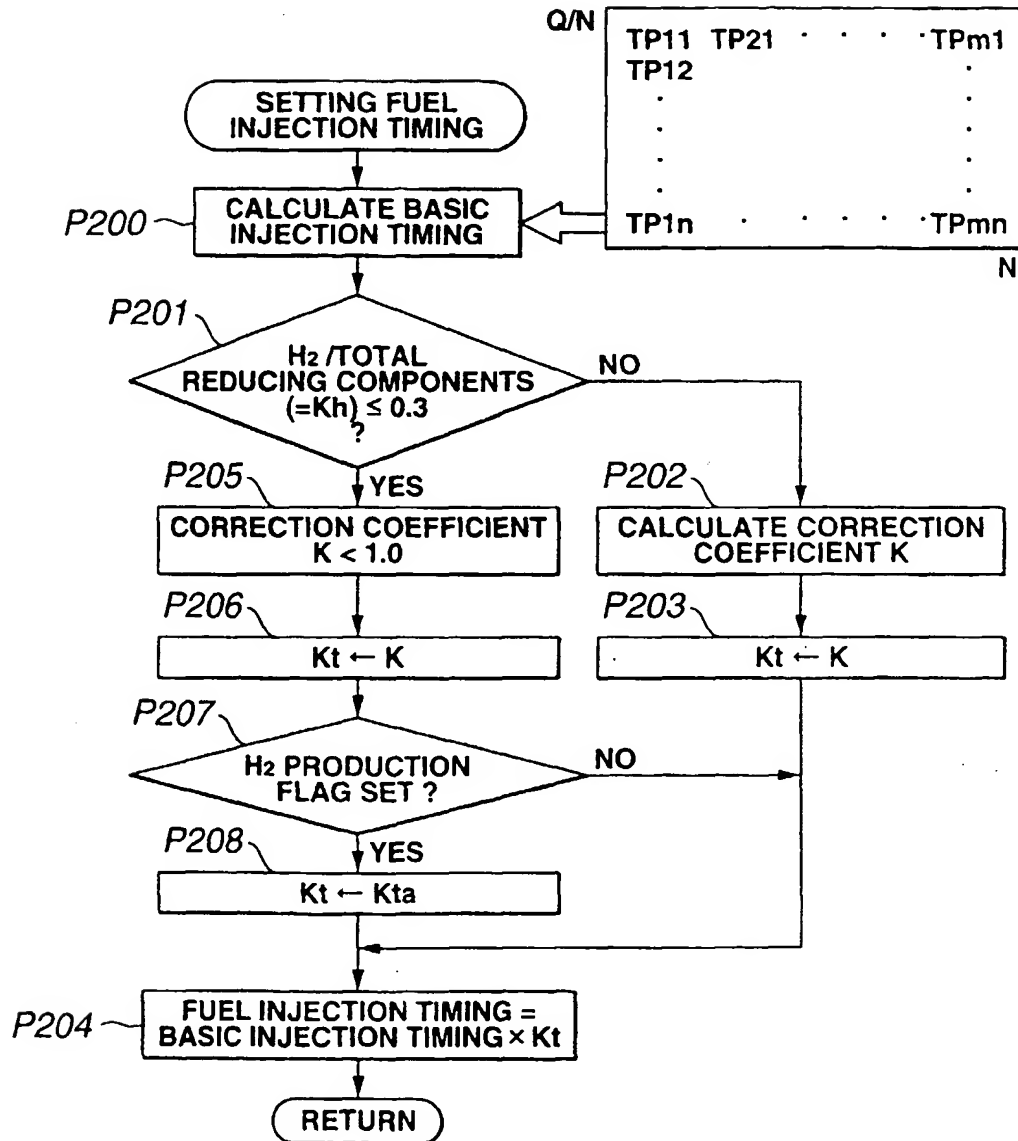 Q/N
TP11 TP21 · · · · TPm1
TP12 ·
· ·
· ·
· ·
· ·
TP1n · · · · · TPmn
N
SETTING FUEL
INJECTION TIMING
P200
CALCULATE BASIC
INJECTION TIMING
P201
H2 /TOTAL
REDUCING COMPONENTS
(=Kh) ≤ 0.3
?
NO
YES
P205
CORRECTION COEFFICIENT
K < 1.0
P202
CALCULATE CORRECTION
COEFFICIENT K
P206
Kt ← K
P203
Kt ← K
P207
H2 PRODUCTION
FLAG SET ?
NO
YES
P208
Kt ← Kta
P204
FUEL INJECTION TIMING =
BASIC INJECTION TIMING × Kt
RETURN